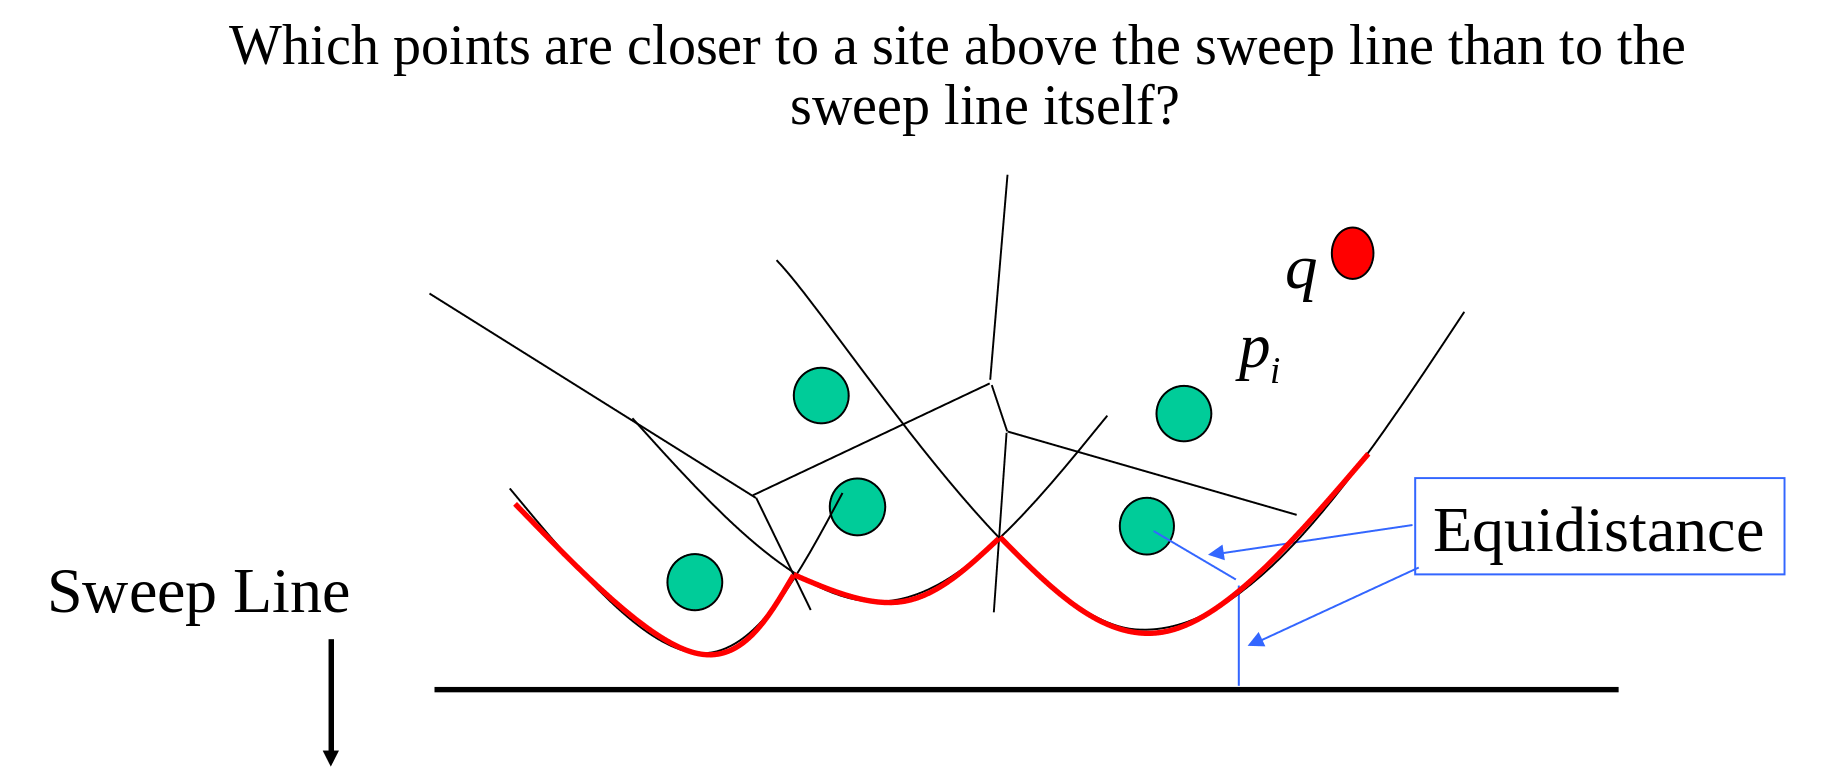 Which points are closer to a site above the sweep line than to the
sweep line itself?
q
pi
Equidistance
Sweep Line